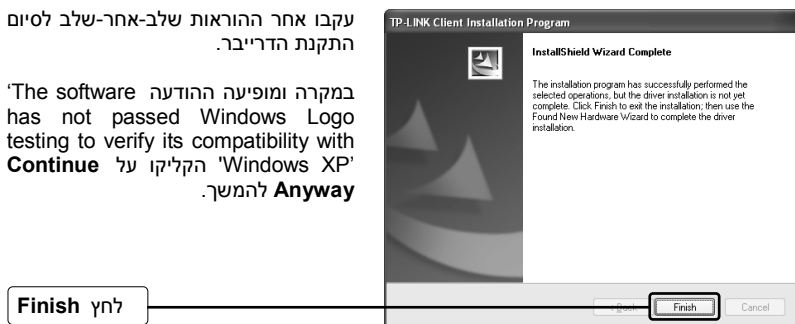 עקבו אחר ההוראות שלב-אחר-שלב לסיום
התקנת הדרייבר.
במקרה ומופיעה ההודעה 'The software
has not passed Windows Logo
testing to verify its compatibility with
Windows XP' הקליקו על Continue
Anyway להמשך.
לחץ Finish
TP-LINK Client Installation Program
InstallShield Wizard Complete
The installation program has successfully performed the
selected operations, but the driver installation is not yet
complete. Click Finish to exit the installation; then use the
Found New Hardware Wizard to complete the driver
installation.
< Back
Finish
Cancel